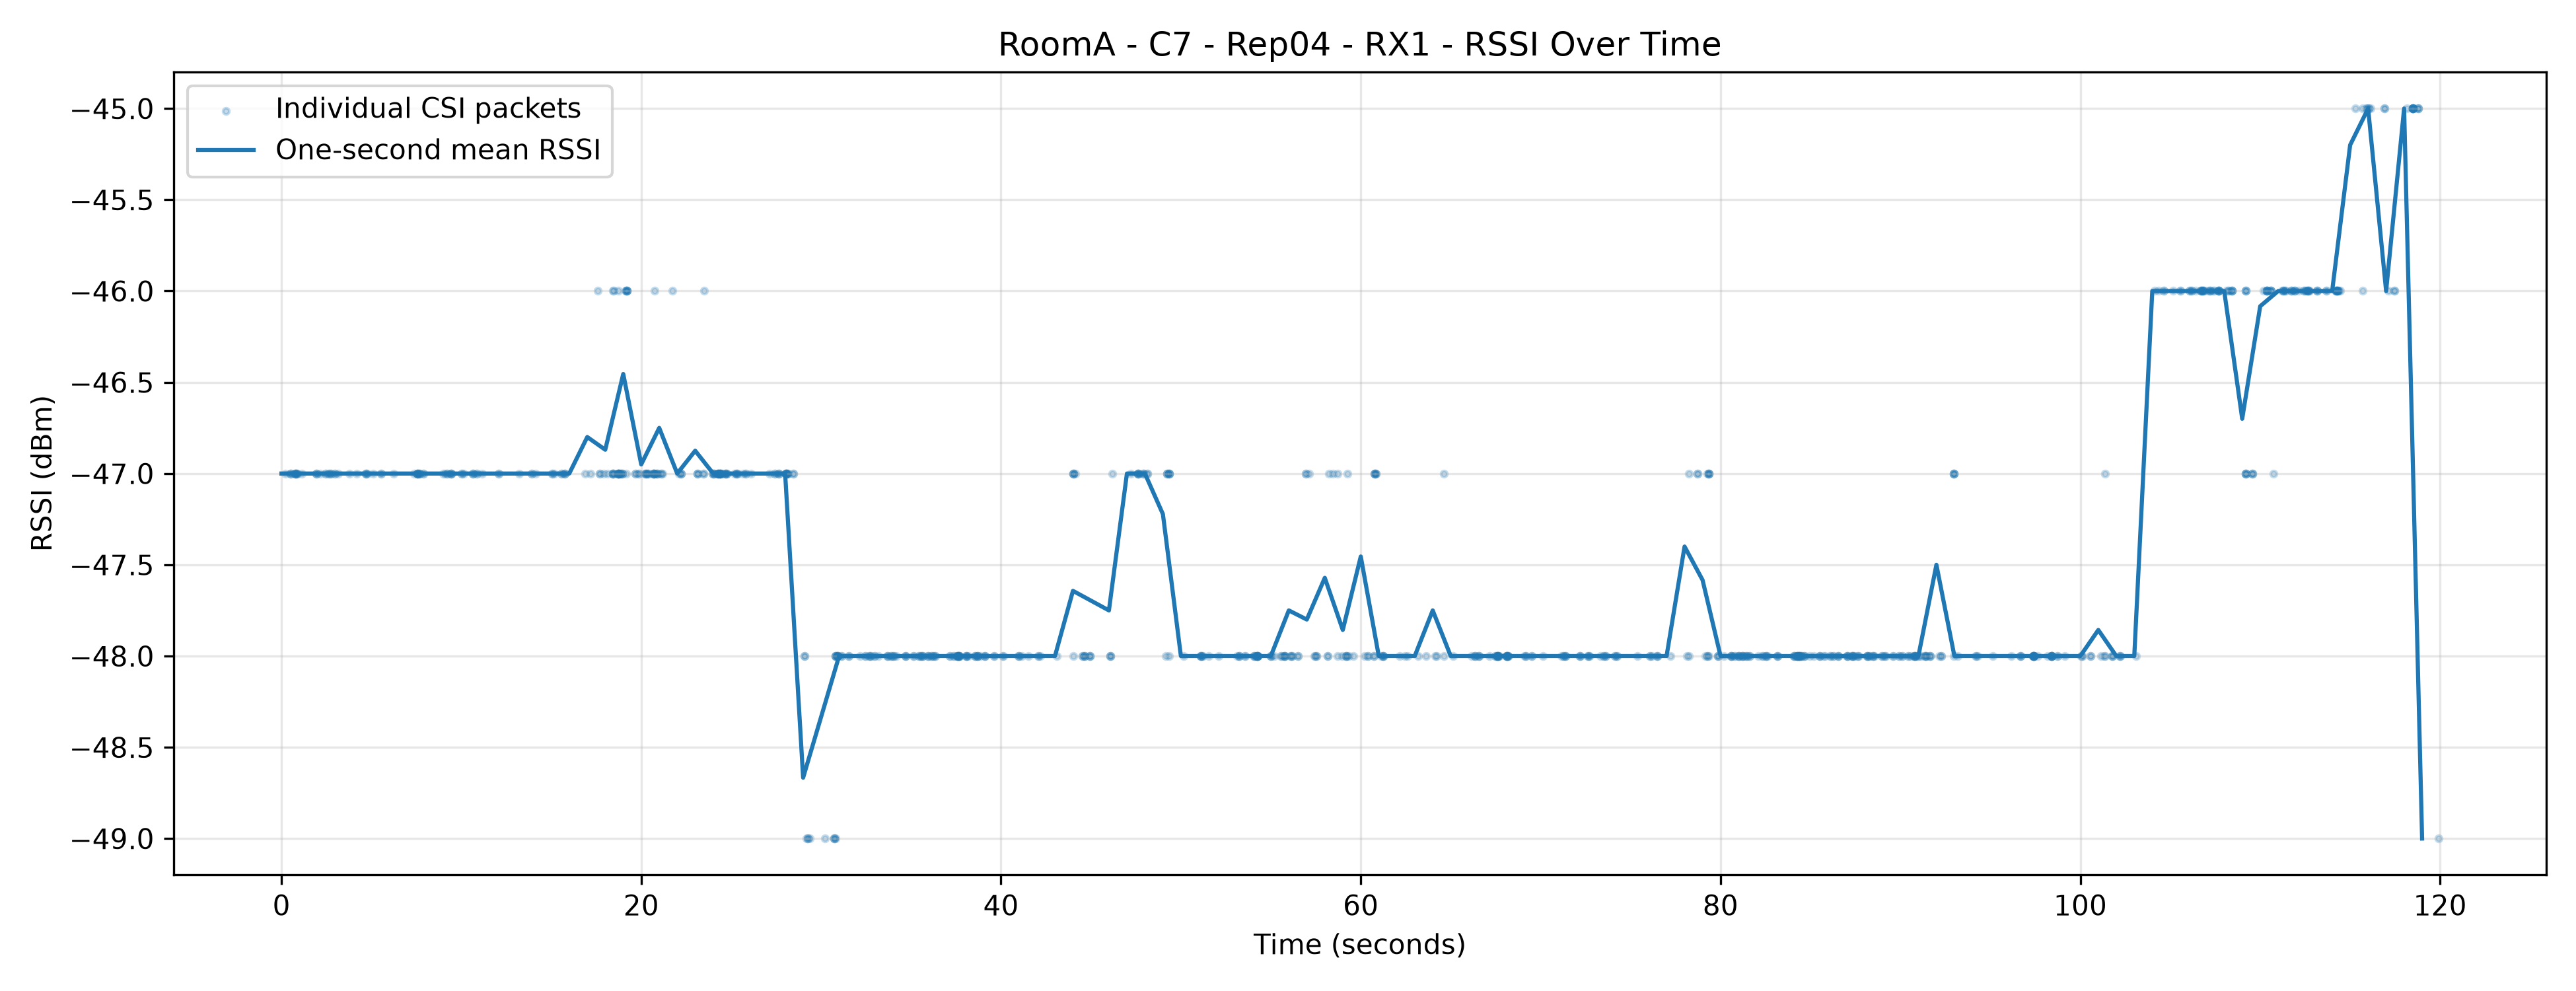 RoomA - C7 - Rep04 - RX1 - RSSI Over Time
Individual CSI packets
One-second mean RSSI
RSSI (dBm)
−45.0
−45.5
−46.0
−46.5
−47.0
−47.5
−48.0
−48.5
−49.0
0 20 40 60 80 100 120
Time (seconds)